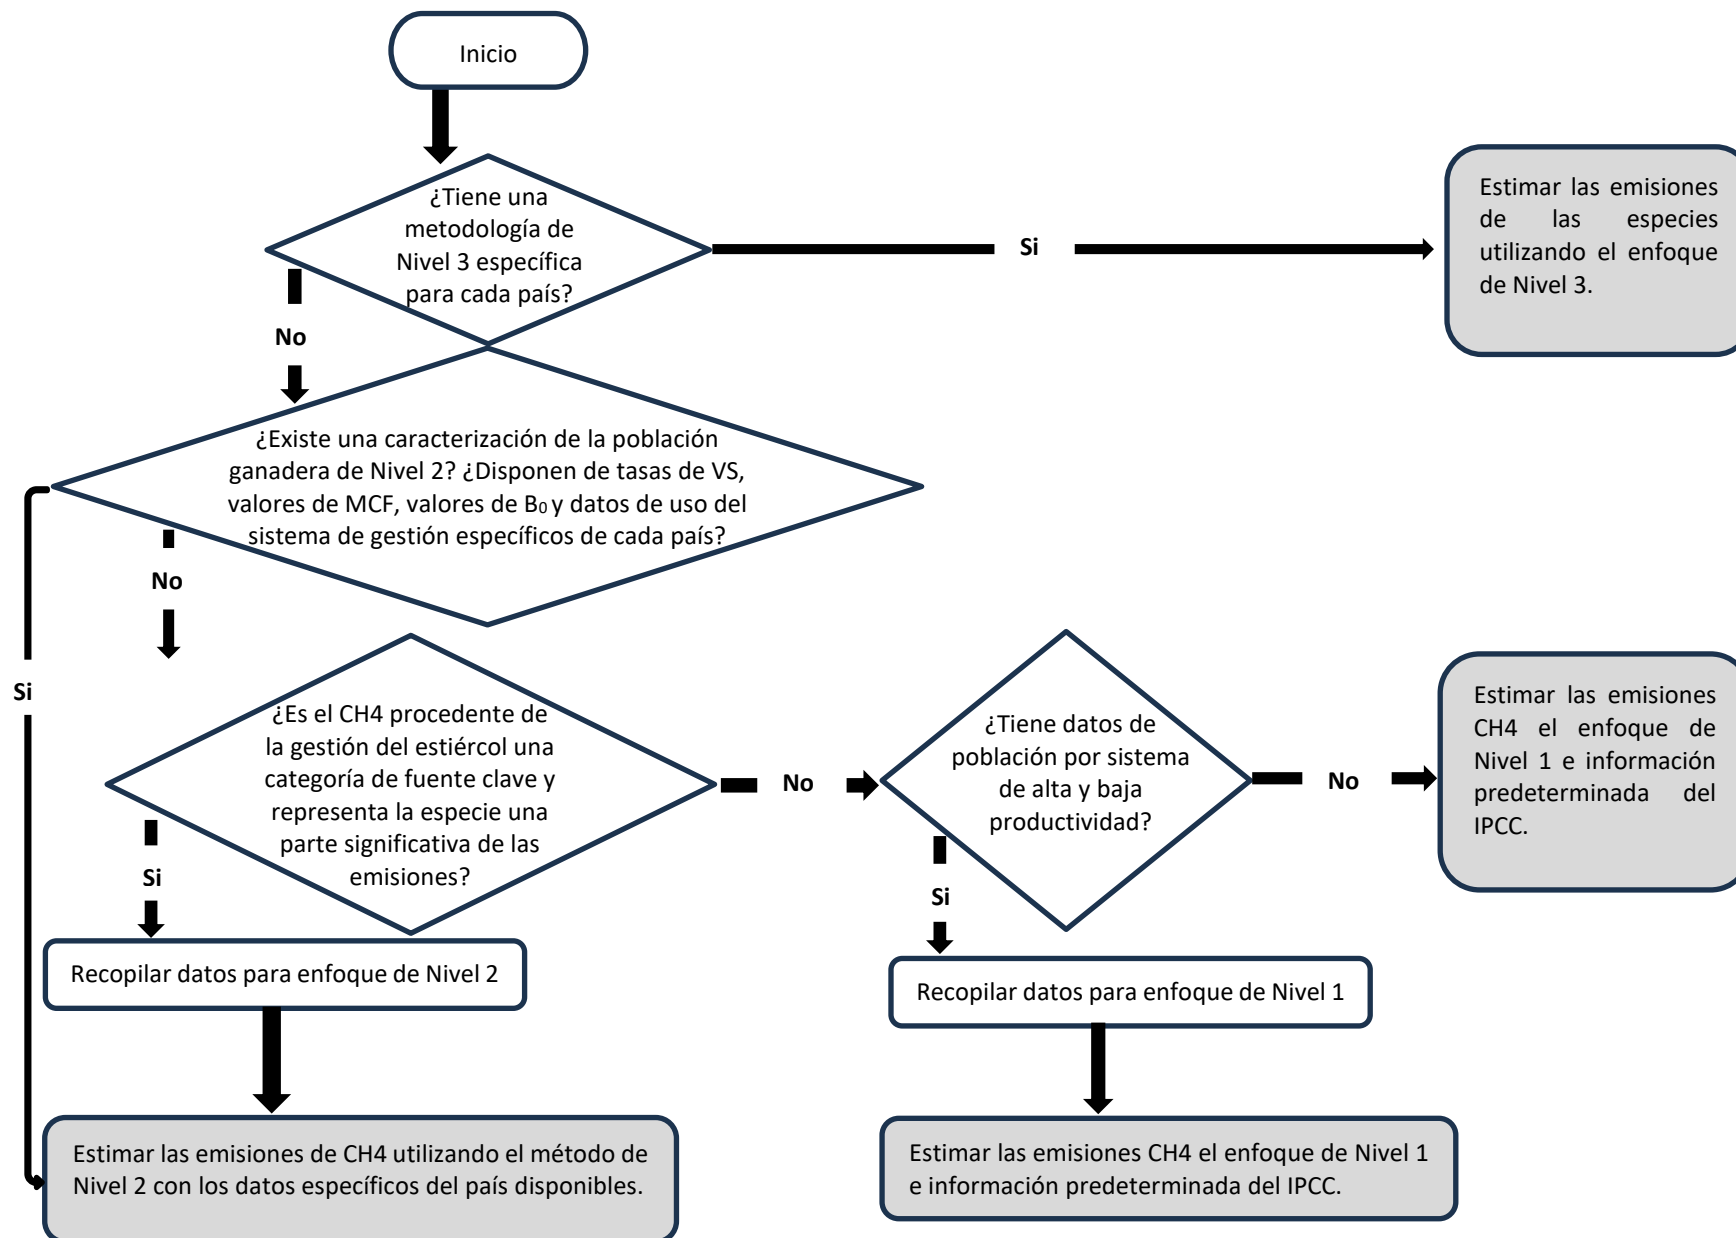 Inicio
¿Tiene una
metodología de
Nivel 3 específica
para cada país?
Si
Estimar las emisiones
de las especies
utilizando el enfoque
de Nivel 3.
No
¿Existe una caracterización de la población
ganadera de Nivel 2? ¿Disponen de tasas de VS,
valores de MCF, valores de B₀ y datos de uso del
sistema de gestión específicos de cada país?
No
Si
¿Es el CH4 procedente de
la gestión del estiércol una
categoría de fuente clave y
representa la especie una
parte significativa de las
emisiones?
No
¿Tiene datos de
población por sistema
de alta y baja
productividad?
No
Estimar las emisiones
CH4 el enfoque de
Nivel 1 e información
predeterminada del
IPCC.
Si
Si
Recopilar datos para enfoque de Nivel 2
Recopilar datos para enfoque de Nivel 1
Estimar las emisiones de CH4 utilizando el método de
Nivel 2 con los datos específicos del país disponibles.
Estimar las emisiones CH4 el enfoque de Nivel 1
e información predeterminada del IPCC.